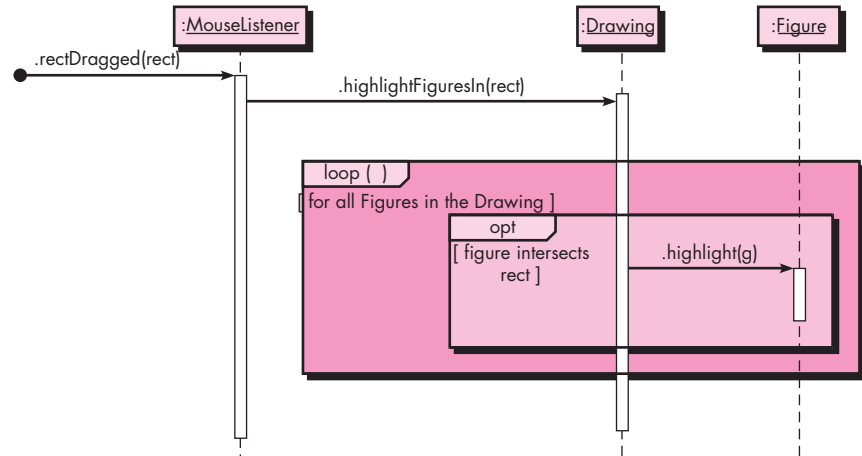 :MouseListener
:Drawing
:Figure
.rectDragged(rect)
.highlightFiguresIn(rect)
loop ( )
[ for all Figures in the Drawing ]
opt
[ figure intersects
rect ]
.highlight(g)